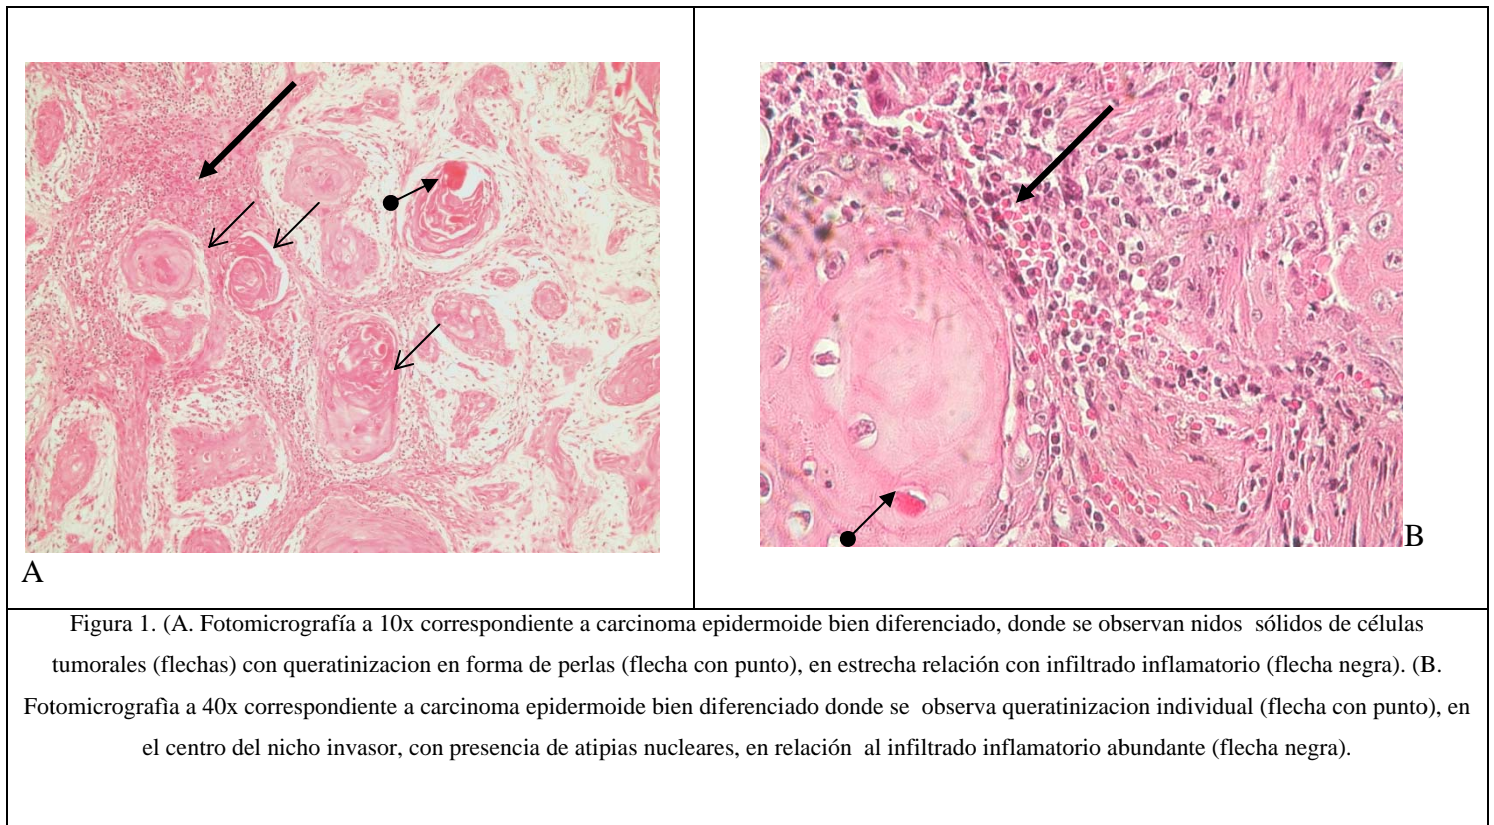 A
B
Figura 1. (A. Fotomicrografía a 10x correspondiente a carcinoma epidermoide bien diferenciado, donde se observan nidos sólidos de células
tumorales (flechas) con queratinizacion en forma de perlas (flecha con punto), en estrecha relación con infiltrado inflamatorio (flecha negra). (B.
Fotomicrografìa a 40x correspondiente a carcinoma epidermoide bien diferenciado donde se observa queratinizacion individual (flecha con punto), en
el centro del nicho invasor, con presencia de atipias nucleares, en relación al infiltrado inflamatorio abundante (flecha negra).